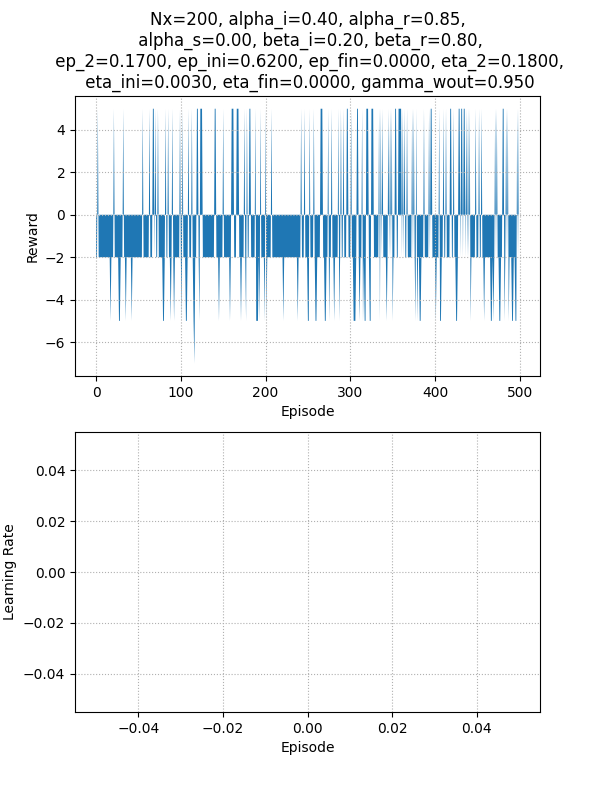 Nx=200, alpha_i=0.40, alpha_r=0.85,
alpha_s=0.00, beta_i=0.20, beta_r=0.80,
ep_2=0.1700, ep_ini=0.6200, ep_fin=0.0000, eta_2=0.1800,
eta_ini=0.0030, eta_fin=0.0000, gamma_wout=0.950
4
2
0
−2
−4
−6
Reward
0 100 200 300 400 500
Episode
0.04
0.02
0.00
−0.02
−0.04
Learning Rate
−0.04 −0.02 0.00 0.02 0.04
Episode